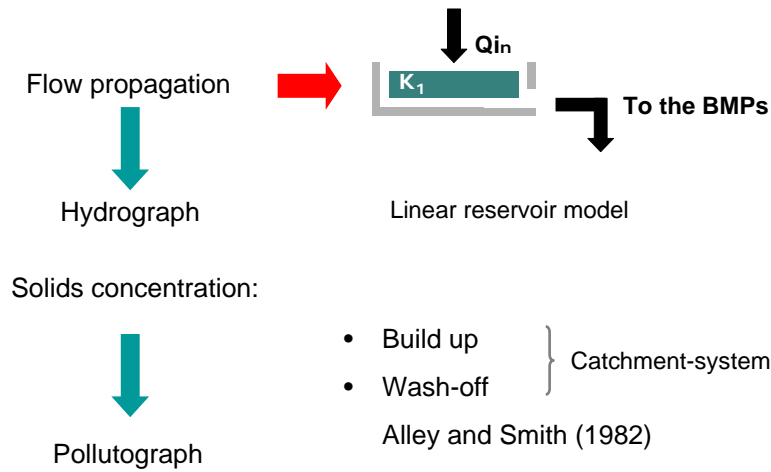 Qin
Flow propagation
K1
To the BMPs
Hydrograph
Linear reservoir model
Solids concentration:
• Build up
Catchment-system
• Wash-off
Alley and Smith (1982)
Pollutograph